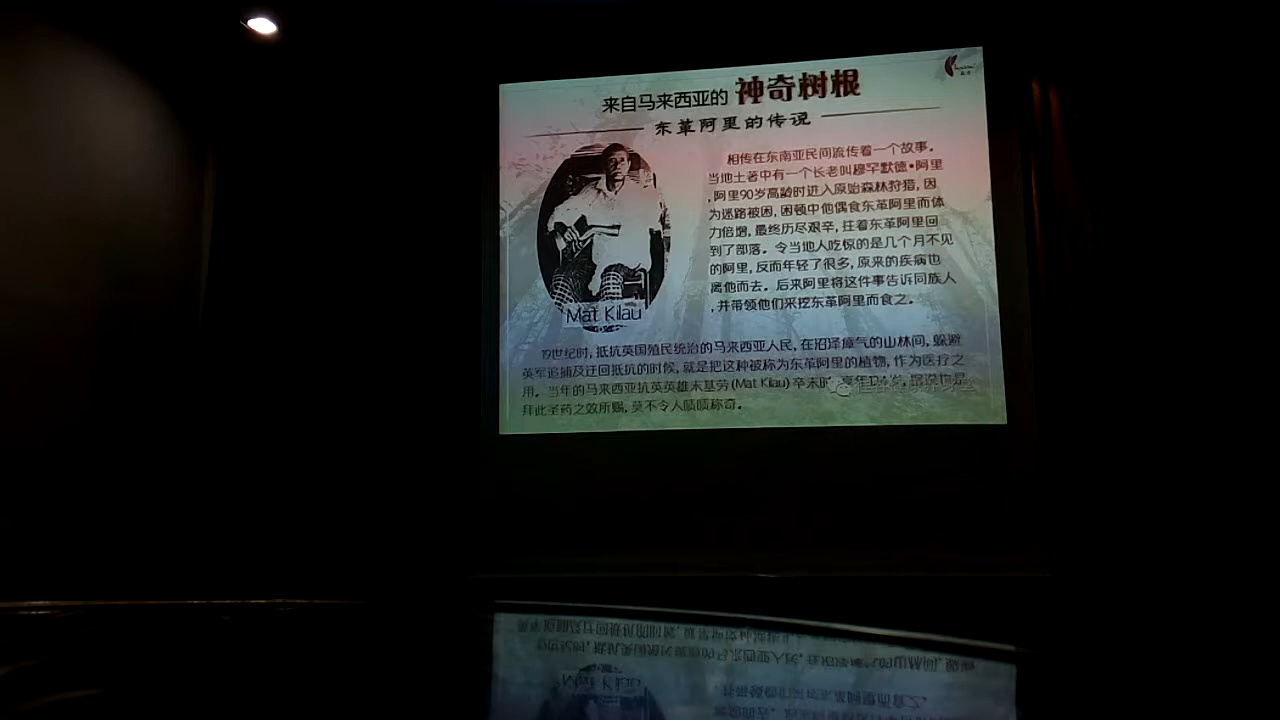 来自马来西亚的 神奇树根
东革阿里的传说
相传在东南亚民间流传着一个故事。
当地土著中有一个长老叫穆罕默德•阿里
,阿里90岁高龄时进入原始森林狩猎, 因
为迷路被困, 困顿中他偶食东革阿里而体
力倍增, 最终历尽艰辛, 拄着东革阿里回
到了部落。令当地人吃惊的是几个月不见
的阿里, 反而年轻了很多, 原来的疾病也
离他而去。后来阿里将这件事告诉同族人
, 并带领他们来挖东革阿里而食之。
Mat Kilau
19世纪时, 抵抗英国殖民统治的马来西亚人民, 在沼泽瘴气的山林间, 躲避
英军追捕及迂回抵抗的时候, 就是把这种被称为东革阿里的植物, 作为医疗之
用。当年的马来西亚抗英英雄末基劳 (Mat Kilau) 卒末时, 享年
拜此圣药之效所赐, 莫不令人啧啧称奇。